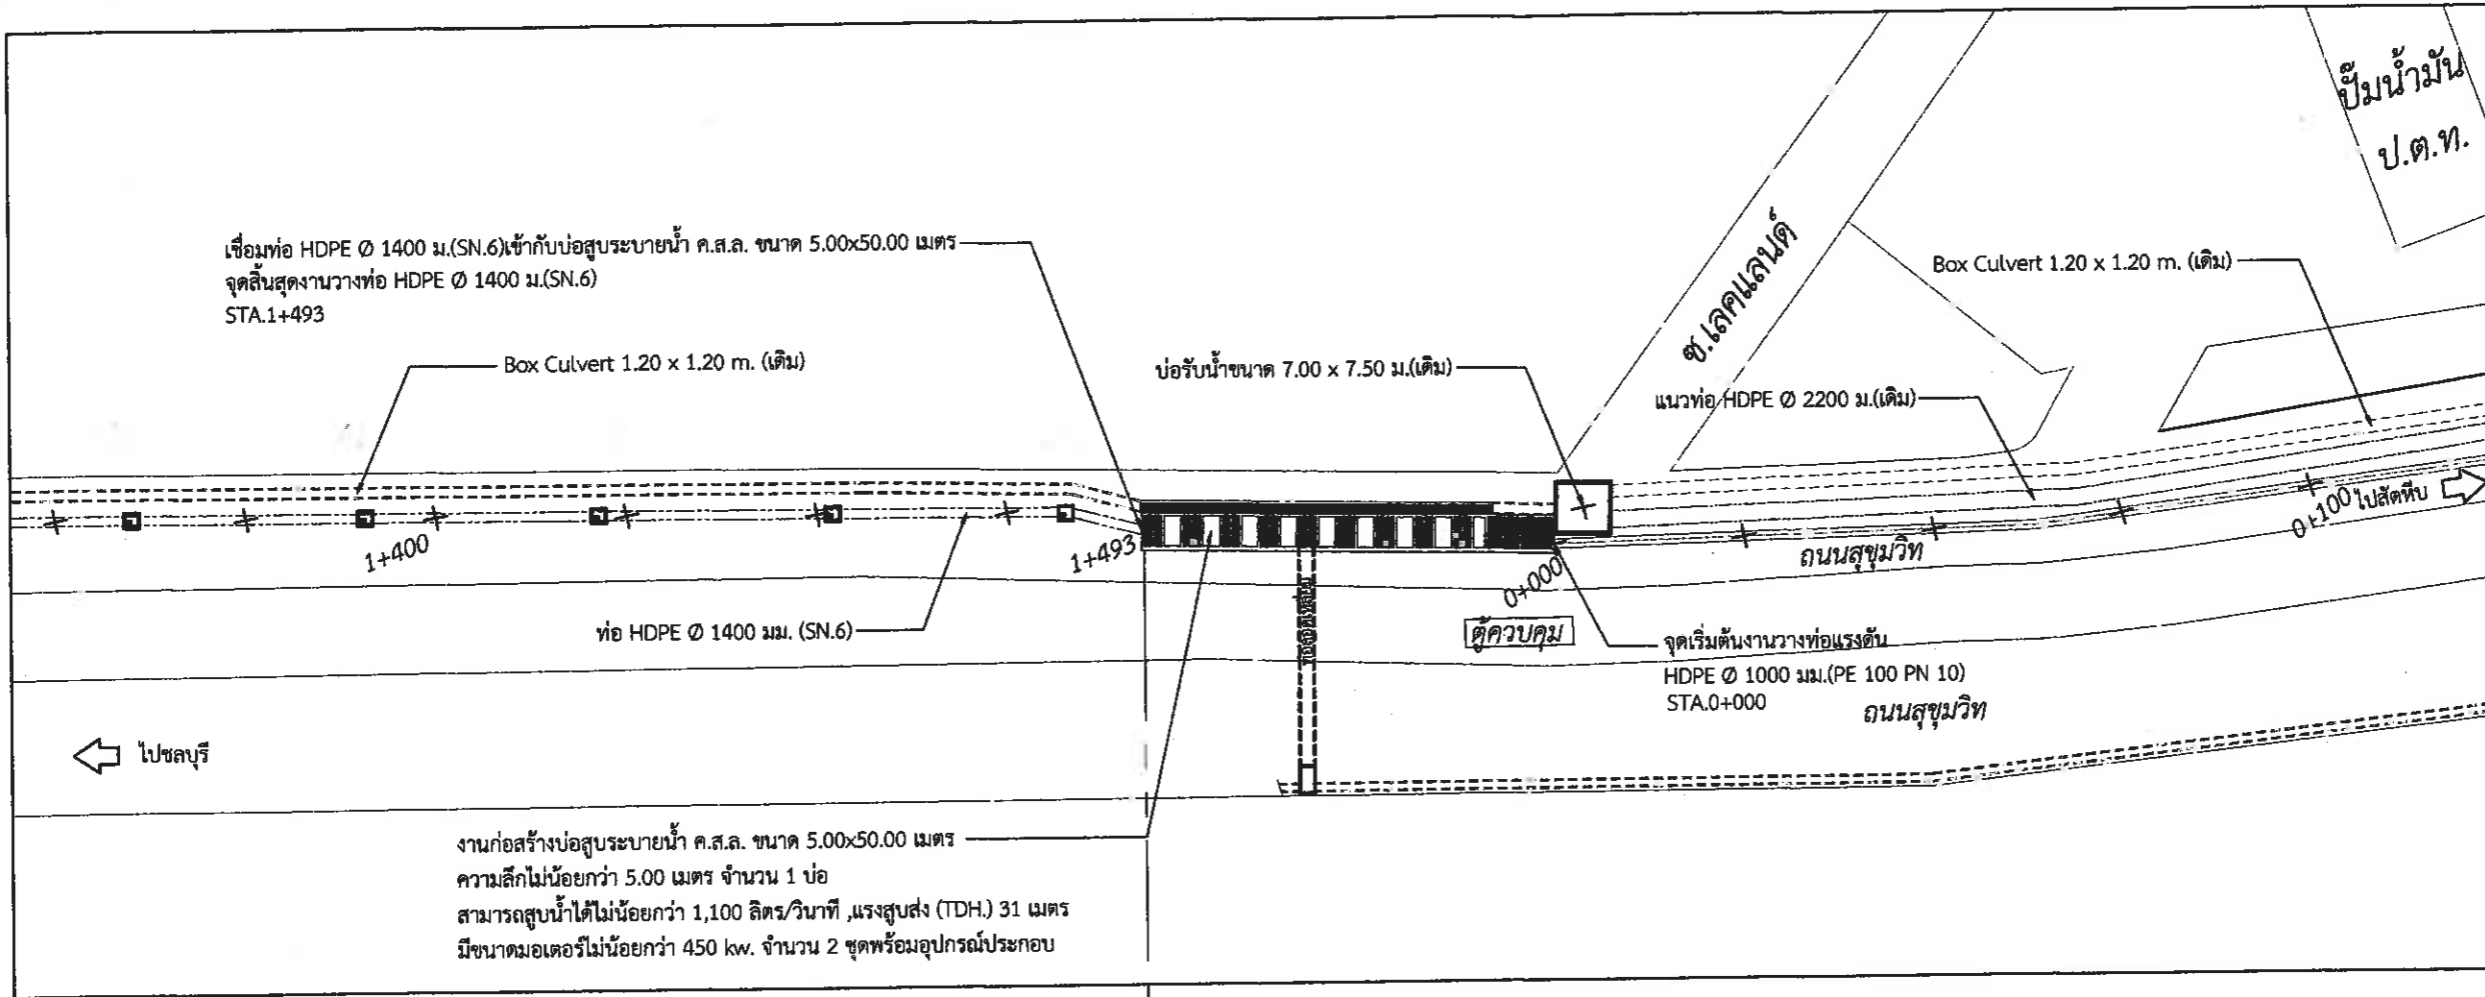 ปั๊มน้ำมัน
ป.ต.ท.
เชื่อมท่อ HDPE Ø 1400 ม.(SN.6)เข้ากับบ่อสูบระบายน้ำ ค.ส.ล. ขนาด 5.00x50.00 เมตร
จุดสิ้นสุดงานวางท่อ HDPE Ø 1400 ม.(SN.6)
STA.1+493
ซ.เลคแลนด์
Box Culvert 1.20 x 1.20 m. (เดิม)
Box Culvert 1.20 x 1.20 m. (เดิม)
บ่อรับน้ำขนาด 7.00 x 7.50 ม.(เดิม)
แนวท่อ HDPE Ø 2200 ม.(เดิม)
1+400
1+493
0+000
ถนนสุขุมวิท
0+100
ไปสัตหีบ
ท่อ HDPE Ø 1400 มม. (SN.6)
ตู้ควบคุม
จุดเริ่มต้นงานวางท่อแรงดัน
HDPE Ø 1000 มม.(PE 100 PN 10)
STA.0+000
ถนนสุขุมวิท
ไปชลบุรี
งานก่อสร้างบ่อสูบระบายน้ำ ค.ส.ล. ขนาด 5.00x50.00 เมตร
ความลึกไม่น้อยกว่า 5.00 เมตร จำนวน 1 บ่อ
สามารถสูบน้ำได้ไม่น้อยกว่า 1,100 ลิตร/วินาที ,แรงสูบส่ง (TDH.) 31 เมตร
มีขนาดมอเตอร์ไม่น้อยกว่า 450 kw. จำนวน 2 ชุดพร้อมอุปกรณ์ประกอบ